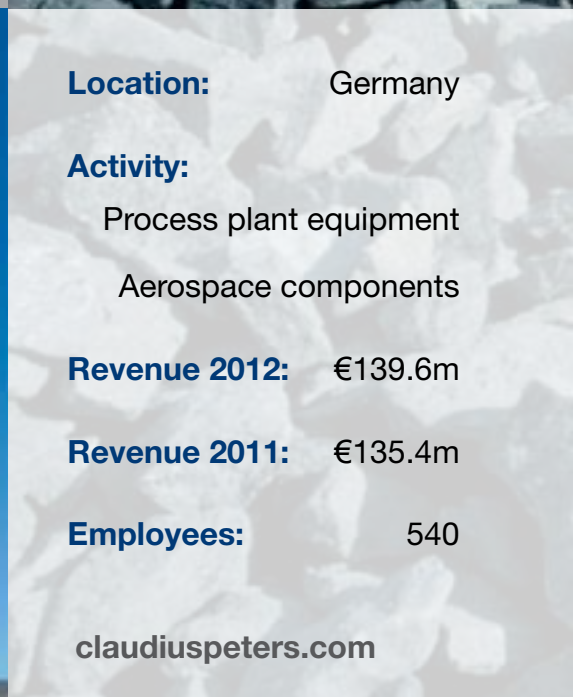 Location: Germany
Activity:
Process plant equipment
Aerospace components
Revenue 2012: €139.6m
Revenue 2011: €135.4m
Employees: 540
claudiuspeters.com